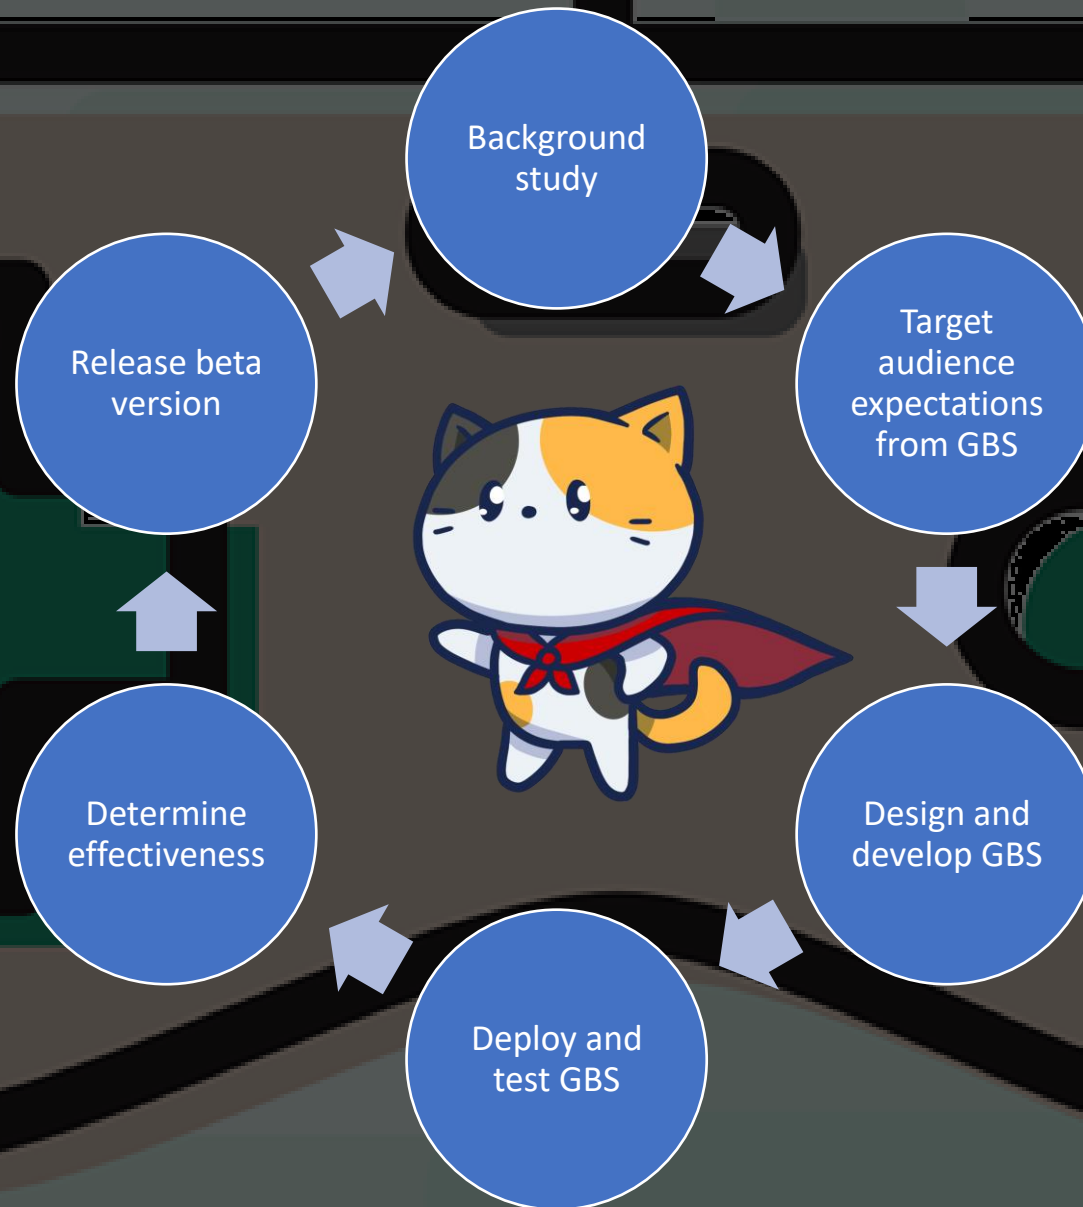 Background
study
Target
audience
expectations
from GBS
Design and
develop GBS
Deploy and
test GBS
Determine
effectiveness
Release beta
version